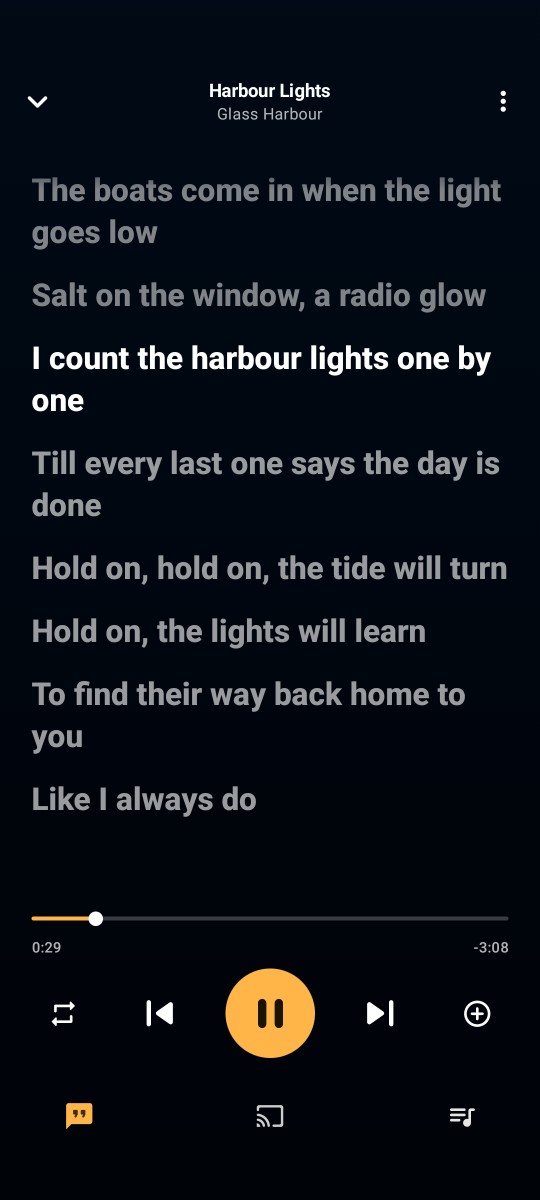 Harbour Lights
Glass Harbour
The boats come in when the light
goes low
Salt on the window, a radio glow
I count the harbour lights one by
one
Till every last one says the day is
done
Hold on, hold on, the tide will turn
Hold on, the lights will learn
To find their way back home to
you
Like I always do
0:29
-3:08